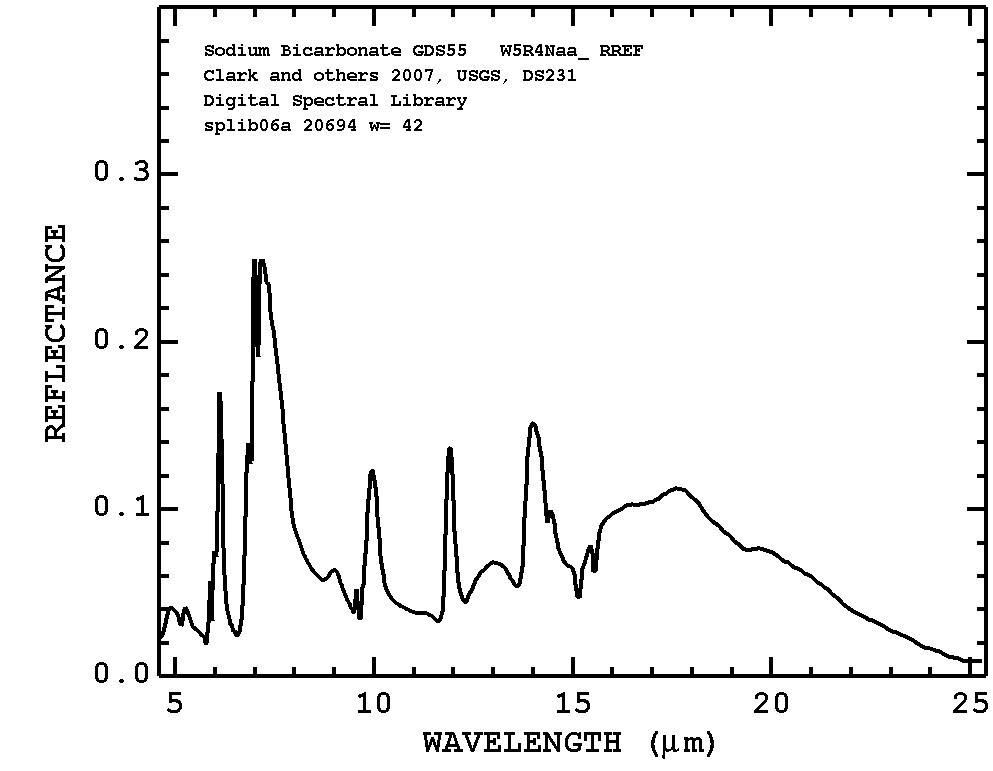 Sodium Bicarbonate GDS55 W5R4Naa_ RREF
Clark and others 2007, USGS, DS231
Digital Spectral Library
splib06a 20694 w= 42
REFLECTANCE
0.3
0.2
0.1
0.0
5 10 15 20 25
WAVELENGTH (μm)